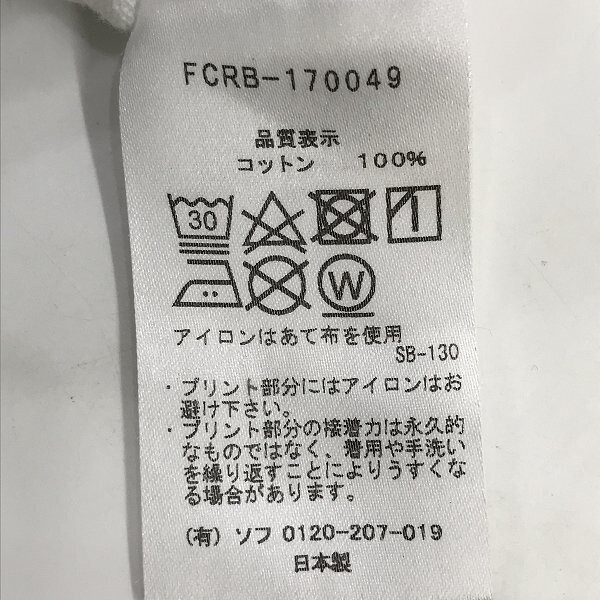 FCRB-170049
品質表示
コットン 100%
30
W
アイロンはあて布を使用
SB-130
・プリント部分にはアイロンはお
避け下さい。
・プリント部分の接着力は永久的
なものではなく、着用や手洗い
を繰り返すことによりうすくな
る場合があります。
(有) ソフ 0120-207-019
日本製